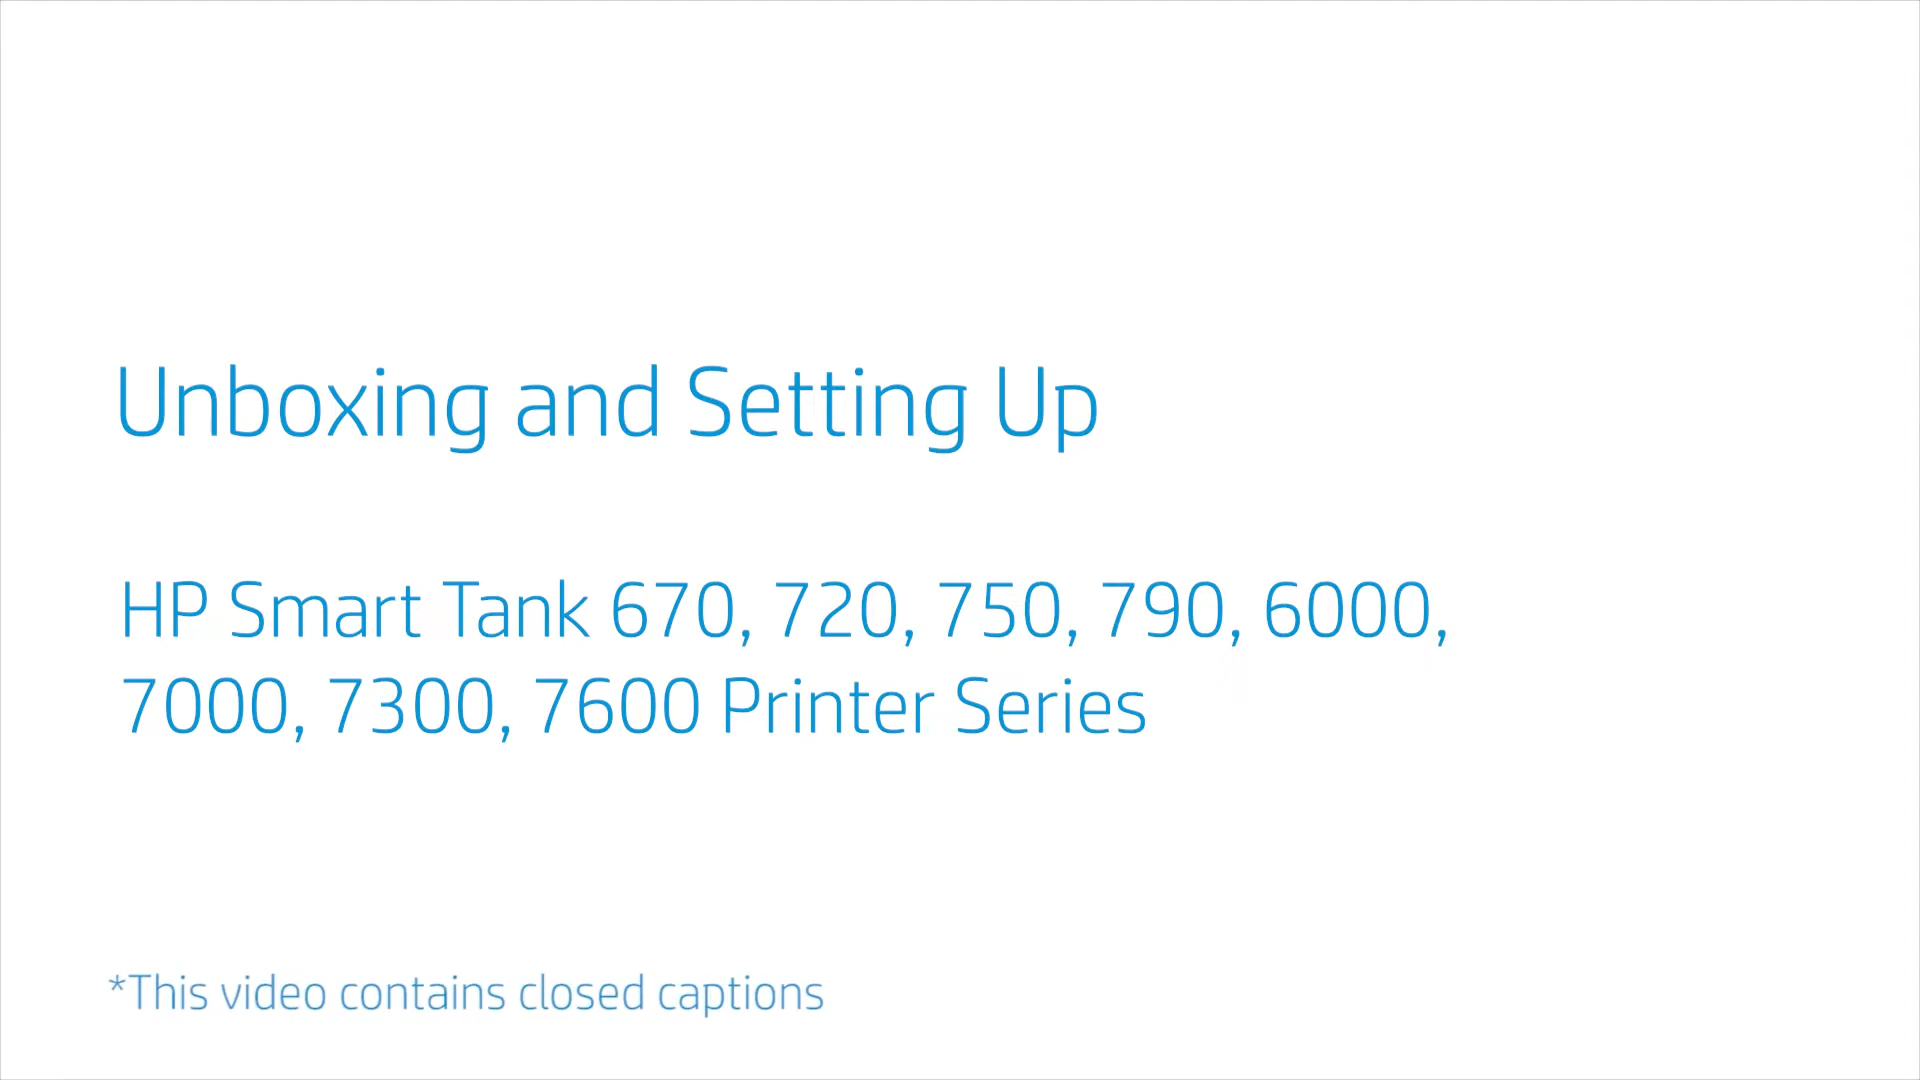 Unboxing and Setting Up
HP Smart Tank 670, 720, 750, 790, 6000,
7000, 7300, 7600 Printer Series
*This video contains closed captions